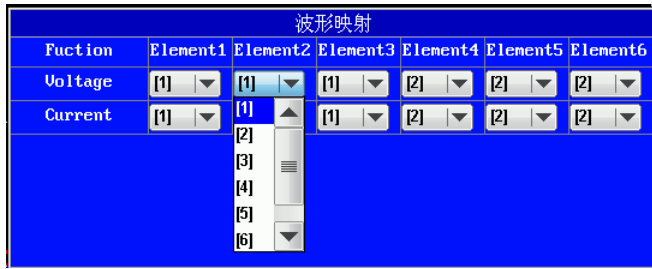 波形映射
Fuction Element1 Element2 Element3 Element4 Element5 Element6
Voltage [1] [1] [1] [2] [2] [2]
Current [1] [1] [1] [2] [2] [2]
[2]
[3]
[4]
[5]
[6]